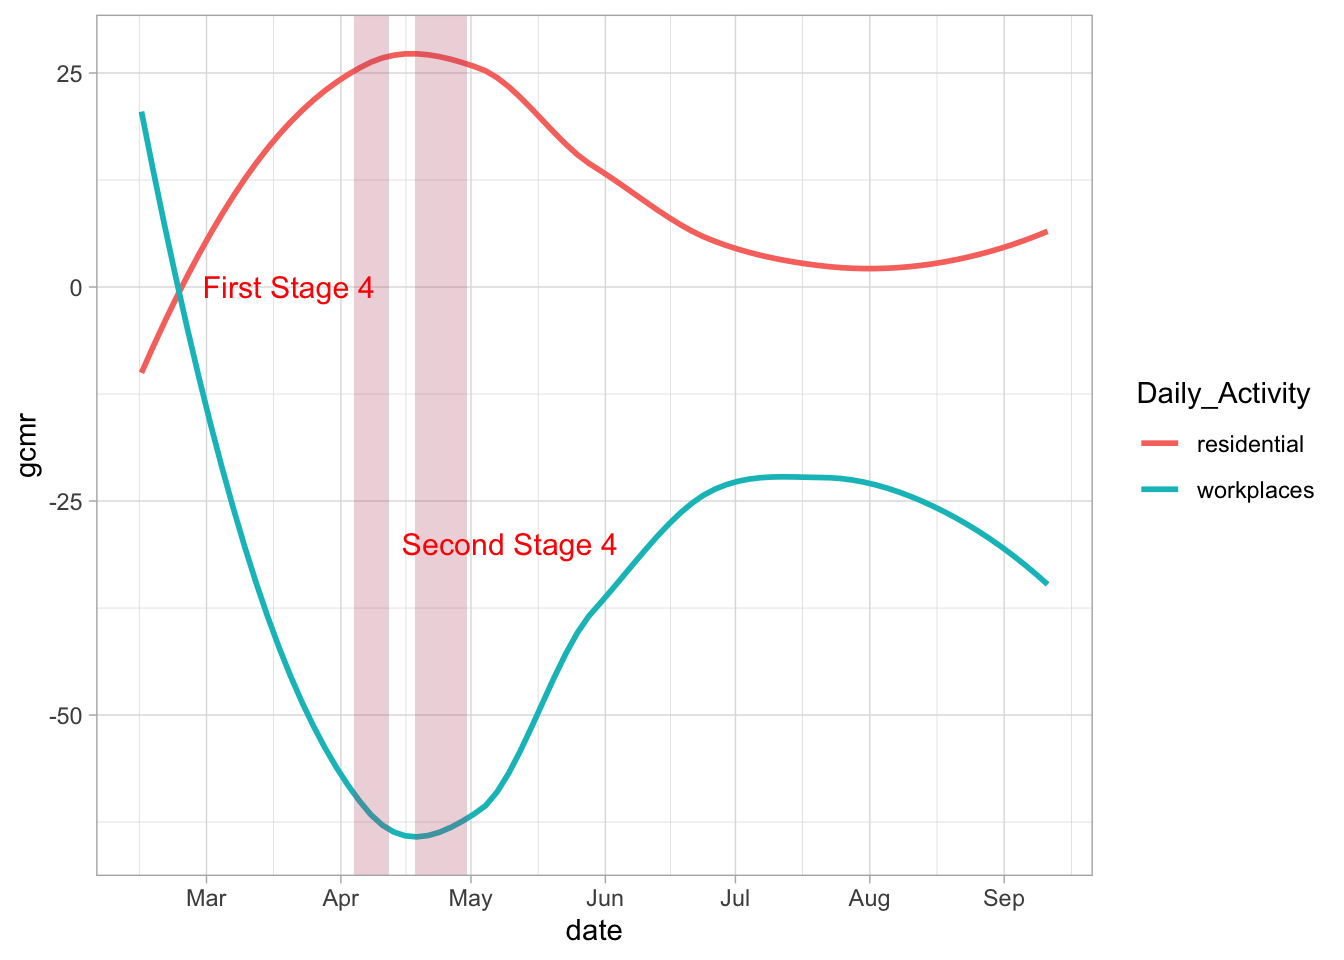 25
0
-25
-50
gcmr
First Stage 4
Second Stage 4
Mar Apr May Jun Jul Aug Sep
date
Daily_Activity
residential
workplaces